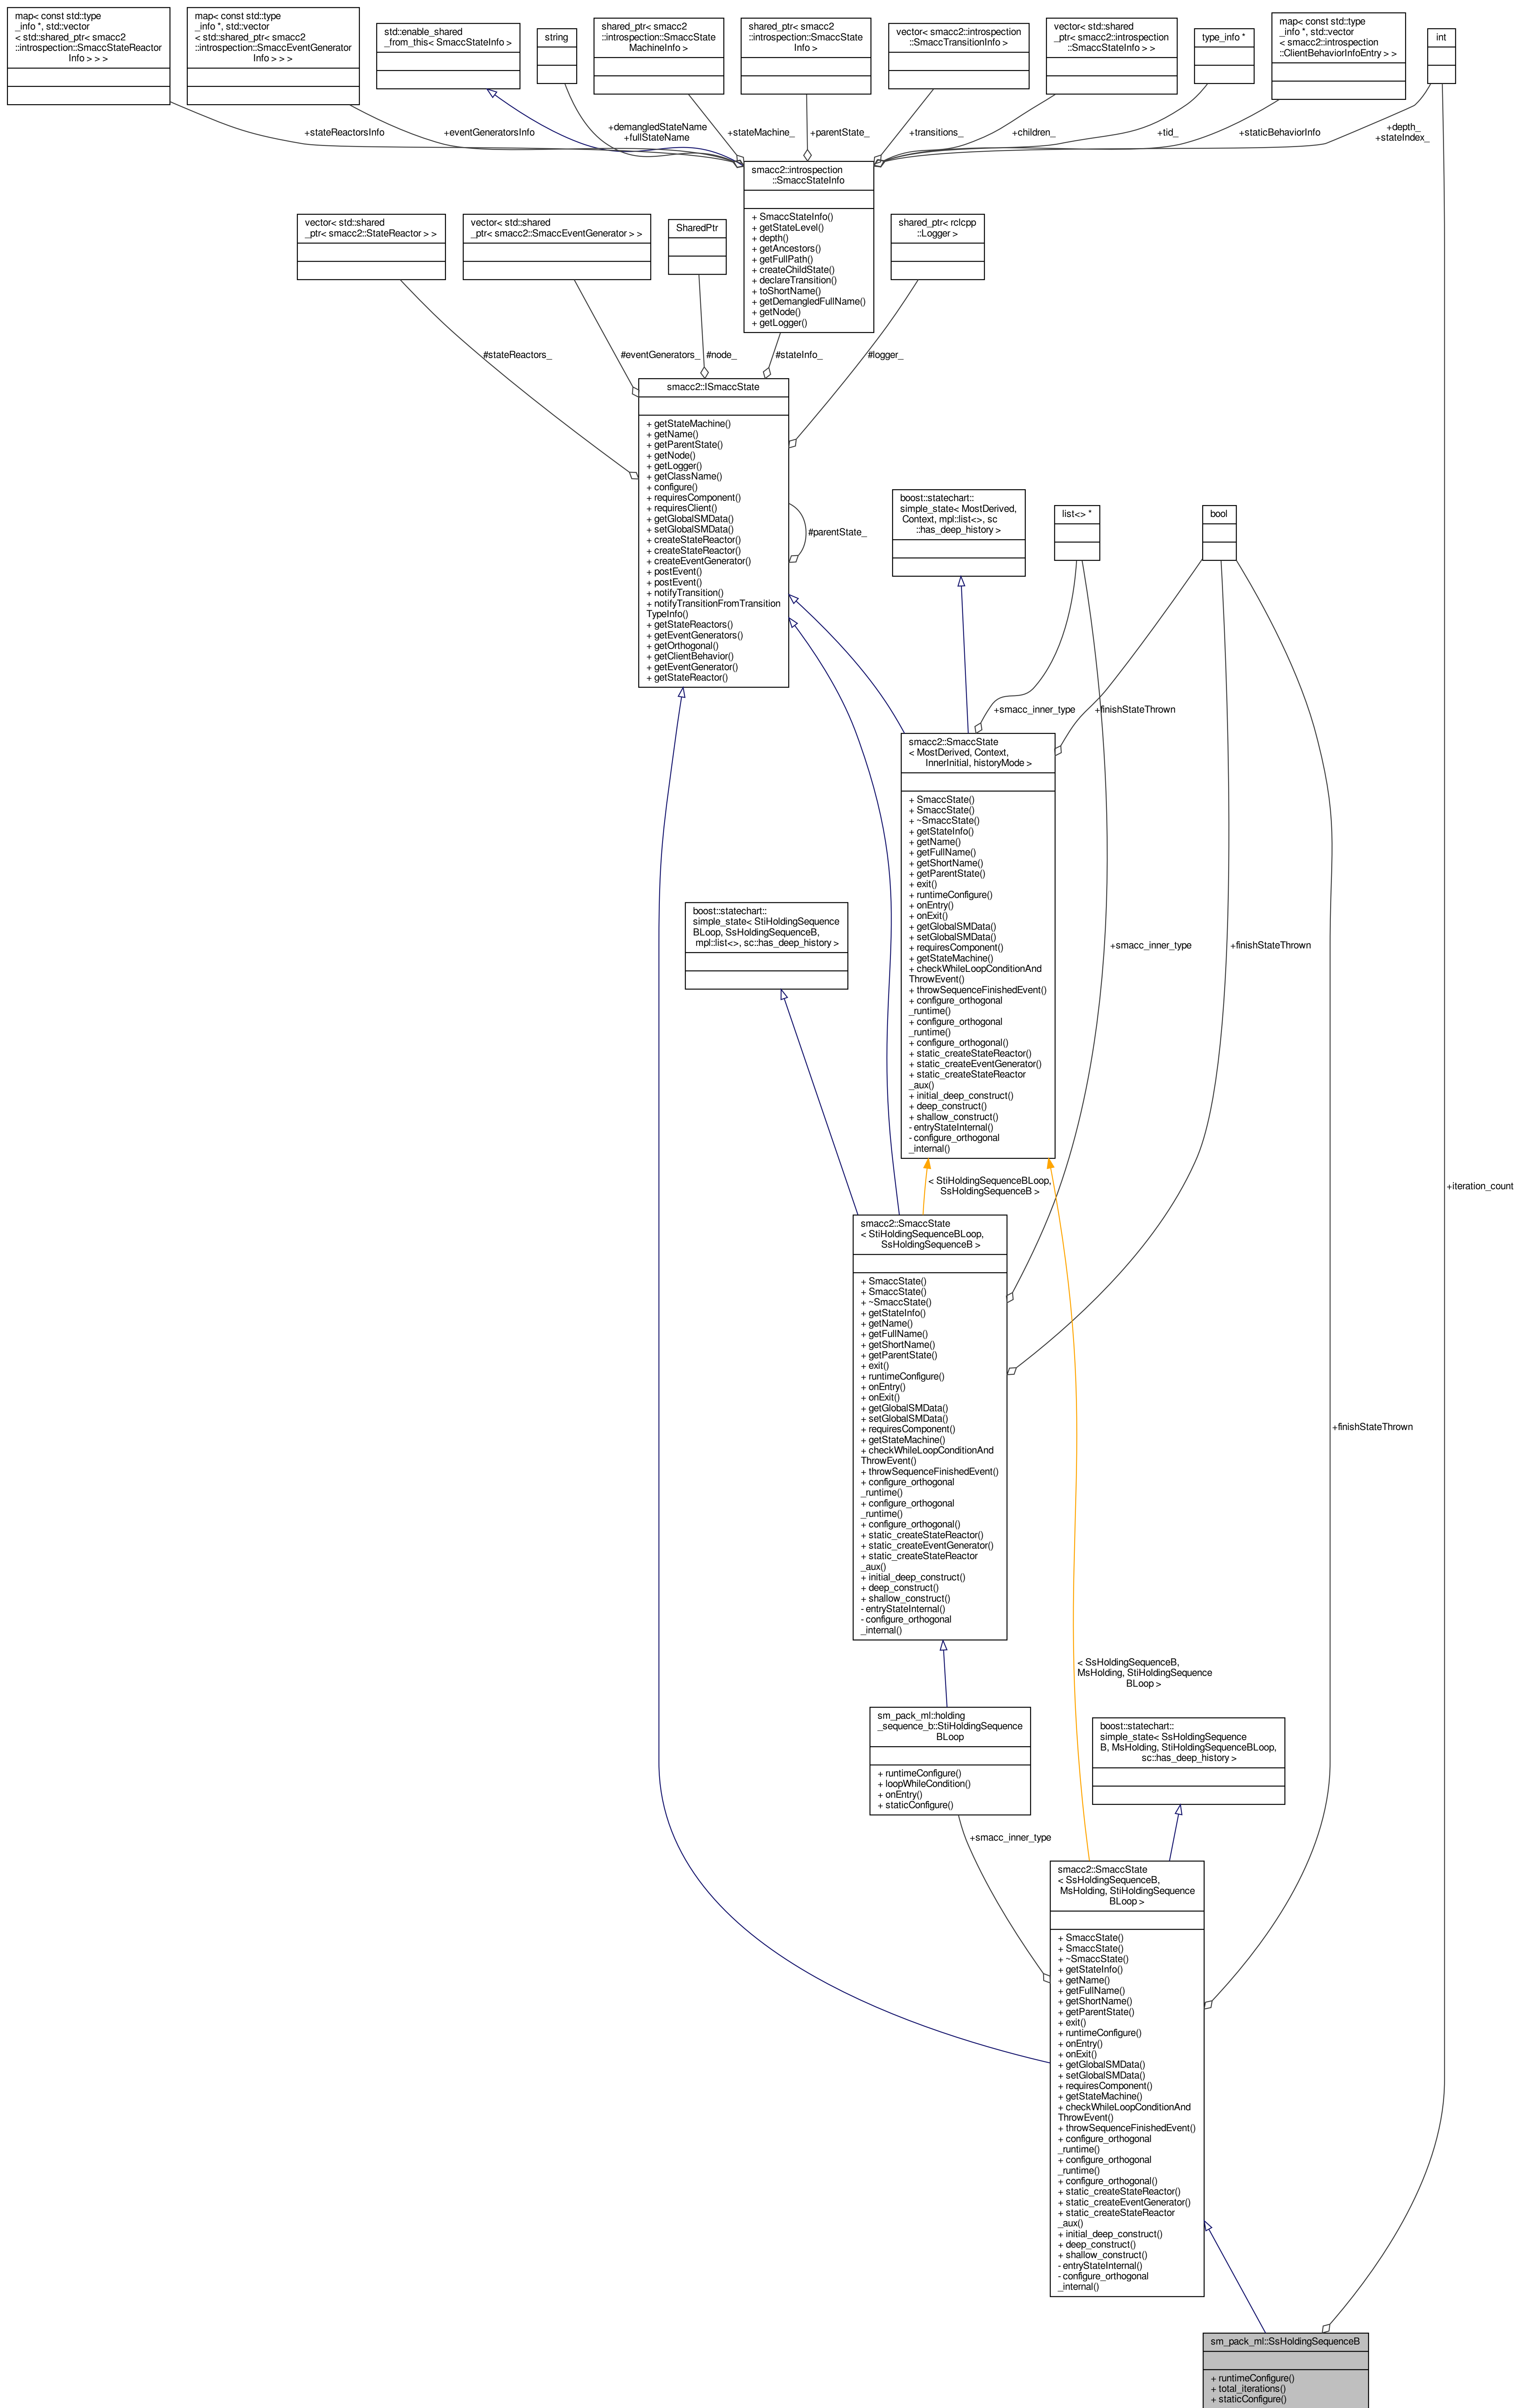 map< const std::type
_info *, std::vector
< std::shared_ptr< smacc2
::introspection::SmaccStateReactor
Info > > >
map< const std::type
_info *, std::vector
< std::shared_ptr< smacc2
::introspection::SmaccEventGenerator
Info > > >
std::enable_shared
_from_this< SmaccStateInfo >
string
shared_ptr< smacc2
::introspection::SmaccState
MachineInfo >
shared_ptr< smacc2
::introspection::SmaccState
Info >
vector< smacc2::introspection
::SmaccTransitionInfo >
vector< std::shared
_ptr< smacc2::introspection
::SmaccStateInfo > >
type_info *
map< const std::type
_info *, std::vector
< smacc2::introspection
::ClientBehaviorInfoEntry > >
int
+stateReactorsInfo
+eventGeneratorsInfo
+demangledStateName
+fullStateName
+stateMachine_
+parentState_
+transitions_
+children_
+tid_
+staticBehaviorInfo
+depth_
+stateIndex_
smacc2::introspection
::SmaccStateInfo
+ SmaccStateInfo()
+ getStateLevel()
+ depth()
+ getAncestors()
+ getFullPath()
+ createChildState()
+ declareTransition()
+ toShortName()
+ getDemangledFullName()
+ getNode()
+ getLogger()
vector< std::shared
_ptr< smacc2::StateReactor > >
vector< std::shared
_ptr< smacc2::SmaccEventGenerator > >
SharedPtr
shared_ptr< rclcpp
::Logger >
#stateReactors_
#eventGenerators_
#node_
#stateInfo_
#logger_
smacc2::ISmaccState
+ getStateMachine()
+ getName()
+ getParentState()
+ getNode()
+ getLogger()
+ getClassName()
+ configure()
+ requiresComponent()
+ requiresClient()
+ getGlobalSMData()
+ setGlobalSMData()
+ createStateReactor()
+ createStateReactor()
+ createEventGenerator()
+ postEvent()
+ postEvent()
+ notifyTransition()
+ notifyTransitionFromTransition
TypeInfo()
+ getStateReactors()
+ getEventGenerators()
+ getOrthogonal()
+ getClientBehavior()
+ getEventGenerator()
+ getStateReactor()
#parentState_
boost::statechart::
simple_state< MostDerived,
Context, mpl::list<>, sc
::has_deep_history >
list<> *
bool
+smacc_inner_type
+finishStateThrown
smacc2::SmaccState
< MostDerived, Context,
InnerInitial, historyMode >
+ SmaccState()
+ SmaccState()
+ ~SmaccState()
+ getStateInfo()
+ getName()
+ getFullName()
+ getShortName()
+ getParentState()
+ exit()
+ runtimeConfigure()
+ onEntry()
+ onExit()
+ getGlobalSMData()
+ setGlobalSMData()
+ requiresComponent()
+ getStateMachine()
+ checkWhileLoopConditionAnd
ThrowEvent()
+ throwSequenceFinishedEvent()
+ configure_orthogonal
_runtime()
+ configure_orthogonal
_runtime()
+ configure_orthogonal()
+ static_createStateReactor()
+ static_createEventGenerator()
+ static_createStateReactor
_aux()
+ initial_deep_construct()
+ deep_construct()
+ shallow_construct()
- entryStateInternal()
- configure_orthogonal
_internal()
boost::statechart::
simple_state< StiHoldingSequence
BLoop, SsHoldingSequenceB,
mpl::list<>, sc::has_deep_history >
+smacc_inner_type
+finishStateThrown
< StiHoldingSequenceBLoop,
SsHoldingSequenceB >
+iteration_count
smacc2::SmaccState
< StiHoldingSequenceBLoop,
SsHoldingSequenceB >
+ SmaccState()
+ SmaccState()
+ ~SmaccState()
+ getStateInfo()
+ getName()
+ getFullName()
+ getShortName()
+ getParentState()
+ exit()
+ runtimeConfigure()
+ onEntry()
+ onExit()
+ getGlobalSMData()
+ setGlobalSMData()
+ requiresComponent()
+ getStateMachine()
+ checkWhileLoopConditionAnd
ThrowEvent()
+ throwSequenceFinishedEvent()
+ configure_orthogonal
_runtime()
+ configure_orthogonal
_runtime()
+ configure_orthogonal()
+ static_createStateReactor()
+ static_createEventGenerator()
+ static_createStateReactor
_aux()
+ initial_deep_construct()
+ deep_construct()
+ shallow_construct()
- entryStateInternal()
- configure_orthogonal
_internal()
+finishStateThrown
< SsHoldingSequenceB,
MsHolding, StiHoldingSequence
BLoop >
sm_pack_ml::holding
_sequence_b::StiHoldingSequence
BLoop
+ runtimeConfigure()
+ loopWhileCondition()
+ onEntry()
+ staticConfigure()
boost::statechart::
simple_state< SsHoldingSequence
B, MsHolding, StiHoldingSequenceBLoop,
sc::has_deep_history >
+smacc_inner_type
smacc2::SmaccState
< SsHoldingSequenceB,
MsHolding, StiHoldingSequence
BLoop >
+ SmaccState()
+ SmaccState()
+ ~SmaccState()
+ getStateInfo()
+ getName()
+ getFullName()
+ getShortName()
+ getParentState()
+ exit()
+ runtimeConfigure()
+ onEntry()
+ onExit()
+ getGlobalSMData()
+ setGlobalSMData()
+ requiresComponent()
+ getStateMachine()
+ checkWhileLoopConditionAnd
ThrowEvent()
+ throwSequenceFinishedEvent()
+ configure_orthogonal
_runtime()
+ configure_orthogonal
_runtime()
+ configure_orthogonal()
+ static_createStateReactor()
+ static_createEventGenerator()
+ static_createStateReactor
_aux()
+ initial_deep_construct()
+ deep_construct()
+ shallow_construct()
- entryStateInternal()
- configure_orthogonal
_internal()
sm_pack_ml::SsHoldingSequenceB
+ runtimeConfigure()
+ total_iterations()
+ staticConfigure()